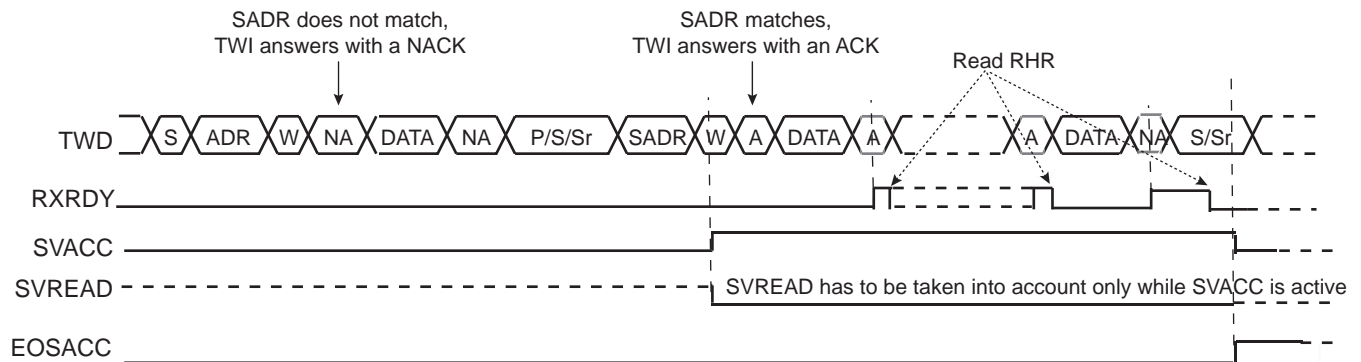 SADR does not match,
TWI answers with a NACK
SADR matches,
TWI answers with an ACK
Read RHR
TWD S ADR W NA DATA NA P/S/Sr SADR W A DATA A A DATA NA S/Sr
RXRDY
SVACC
SVREAD SVREAD has to be taken into account only while SVACC is active
EOSACC